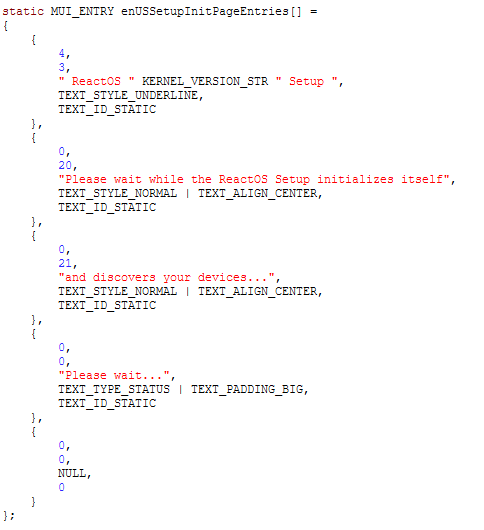 static MUI_ENTRY enUSSetupInitPageEntries[] =
{
    {
        4,
        3,
        " ReactOS " KERNEL_VERSION_STR " Setup ",
        TEXT_STYLE_UNDERLINE,
        TEXT_ID_STATIC
    },
    {
        0,
        20,
        "Please wait while the ReactOS Setup initializes itself",
        TEXT_STYLE_NORMAL | TEXT_ALIGN_CENTER,
        TEXT_ID_STATIC
    },
    {
        0,
        21,
        "and discovers your devices...",
        TEXT_STYLE_NORMAL | TEXT_ALIGN_CENTER,
        TEXT_ID_STATIC
    },
    {
        0,
        0,
        "Please wait...",
        TEXT_TYPE_STATUS | TEXT_PADDING_BIG,
        TEXT_ID_STATIC
    },
    {
        0,
        0,
        NULL,
        0
    }
};